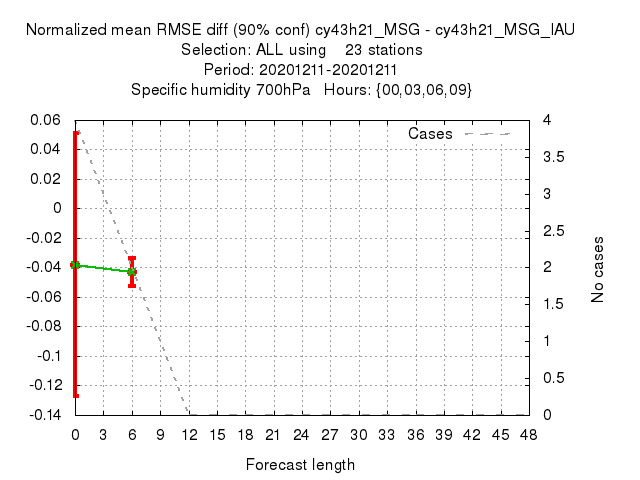 Normalized mean RMSE diff (90% conf) cy43h21_MSG - cy43h21_MSG_IAU
Selection: ALL using 23 stations
Period: 20201211-20201211
Specific humidity 700hPa Hours: {00,03,06,09}
Cases
0.06
0.04
0.02
0
-0.02
-0.04
-0.06
-0.08
-0.1
-0.12
-0.14
4
3.5
3
2.5
2
1.5
1
0.5
0
No cases
0 3 6 9 12 15 18 21 24 27 30 33 36 39 42 45 48
Forecast length